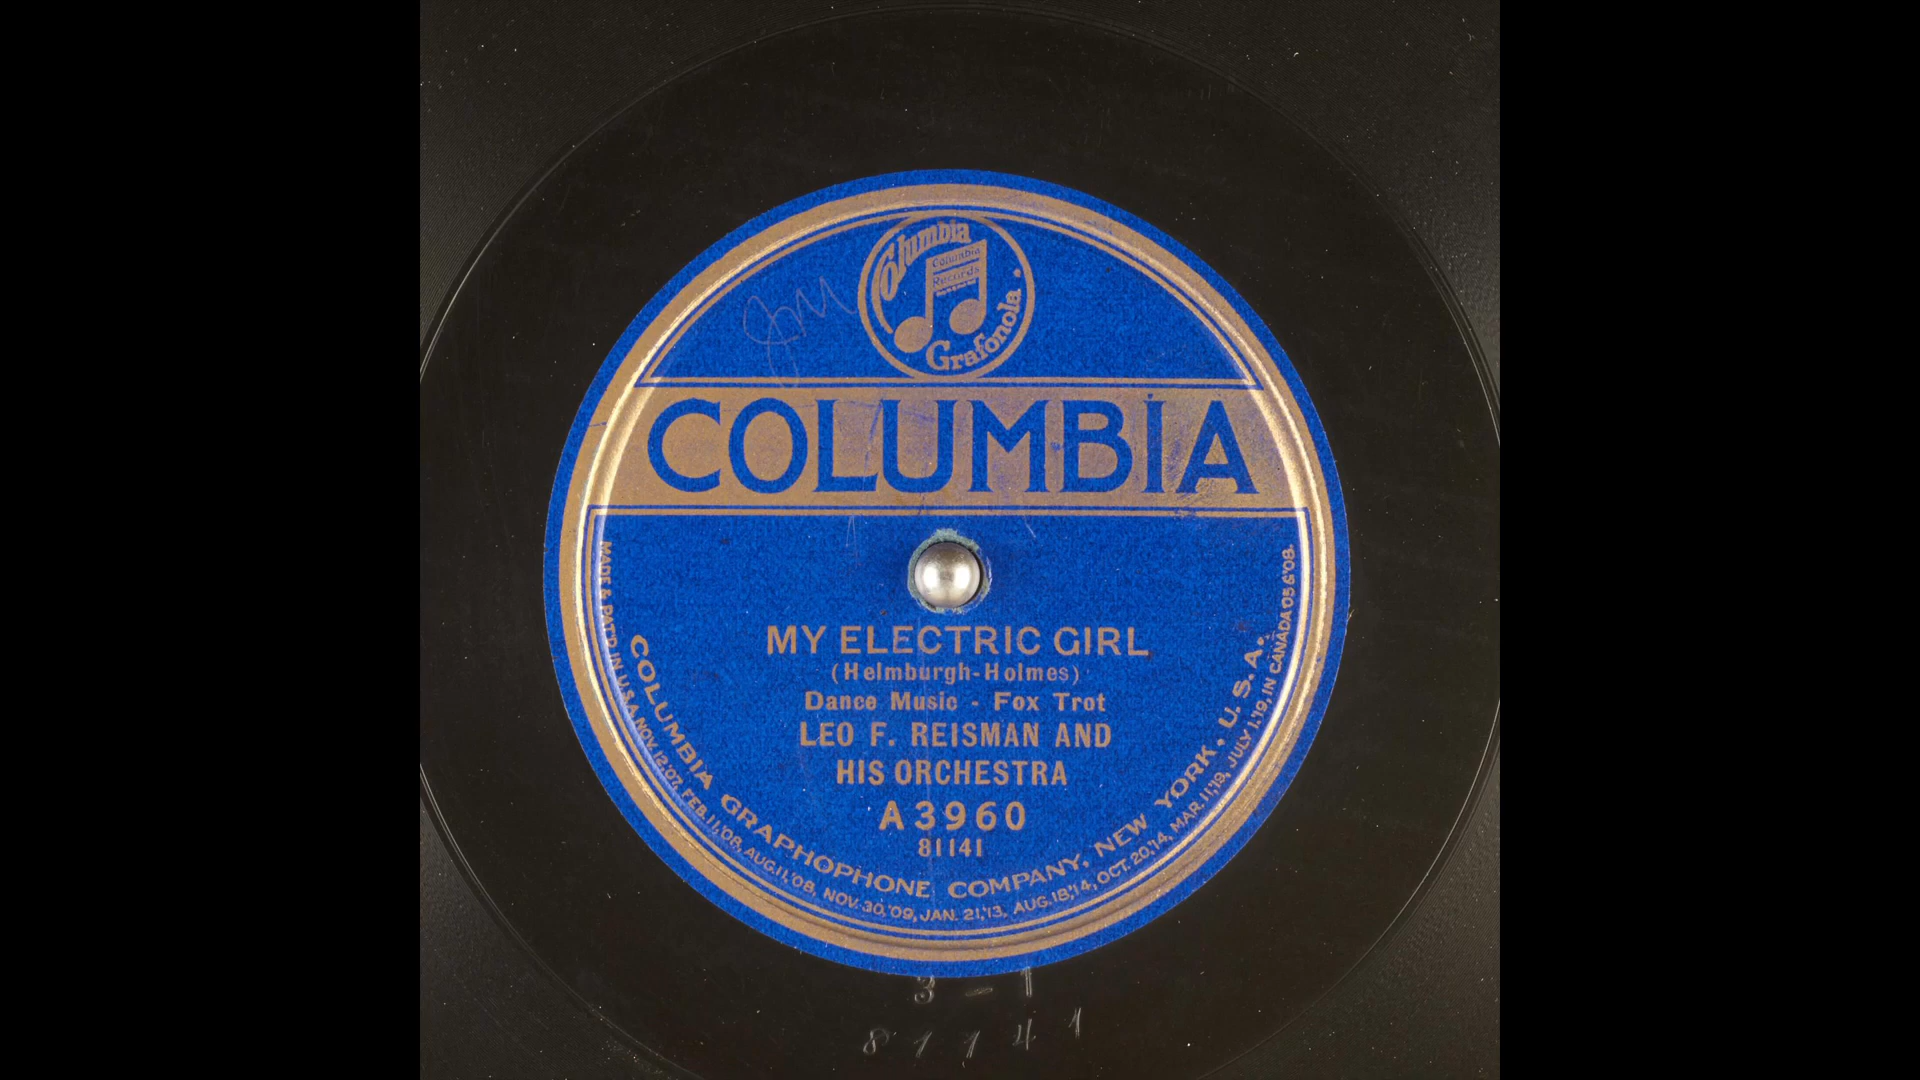 Columbia
Columbia
Records
Grafonola
COLUMBIA
MY ELECTRIC GIRL
(Helmburgh-Holmes)
Dance Music - Fox Trot
LEO F. REISMAN AND
HIS ORCHESTRA
A3960
81141
COLUMBIA GRAPHOPHONE COMPANY, NEW YORK, U.S.A.
MADE & PAT'D IN U.S.A. NOV. 12,'07, FEB. 11,'08, AUG. 11,'08, NOV. 30,'09, JAN. 21,'13, AUG. 18,'14, OCT. 20,'14, MAR. 11,'19, JULY 1,'19, IN CANADA 05 & '08.
3-1
81141